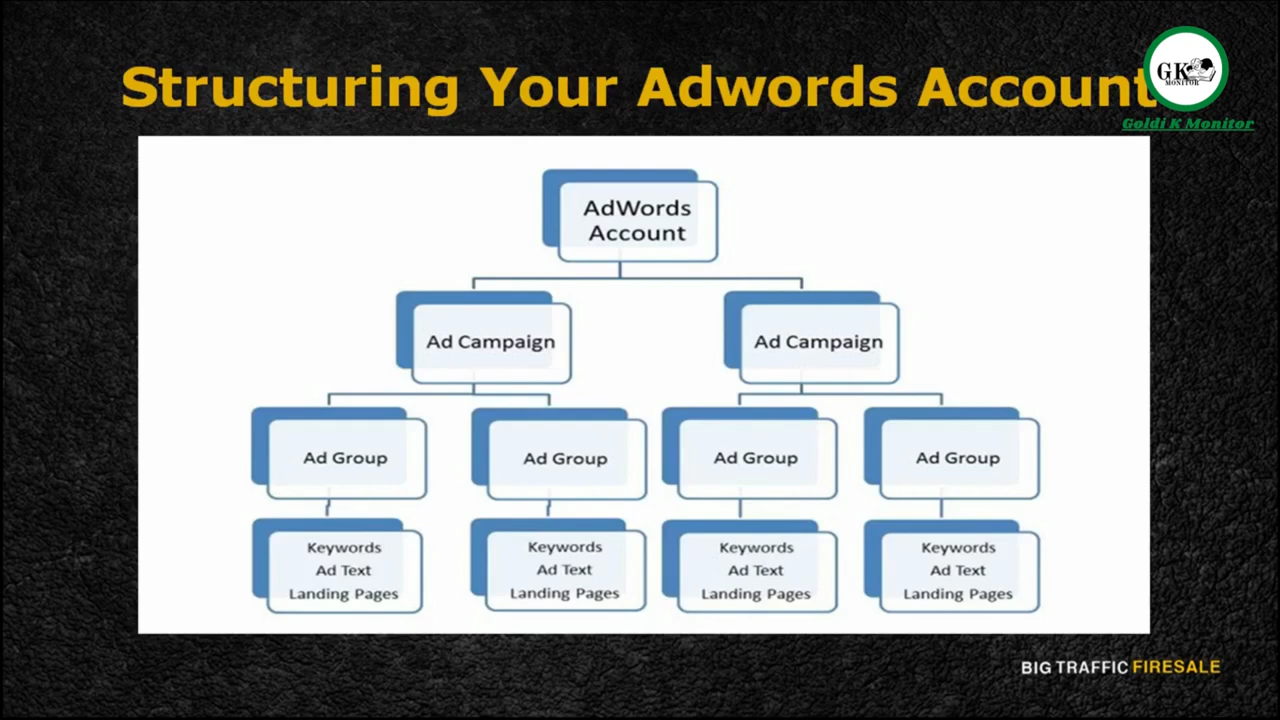 Structuring Your Adwords Account
GK
MONITOR
Goldi K Monitor
AdWords
Account
Ad Campaign
Ad Campaign
Ad Group
Ad Group
Ad Group
Ad Group
Keywords
Ad Text
Landing Pages
Keywords
Ad Text
Landing Pages
Keywords
Ad Text
Landing Pages
Keywords
Ad Text
Landing Pages
BIG TRAFFIC FIRESALE